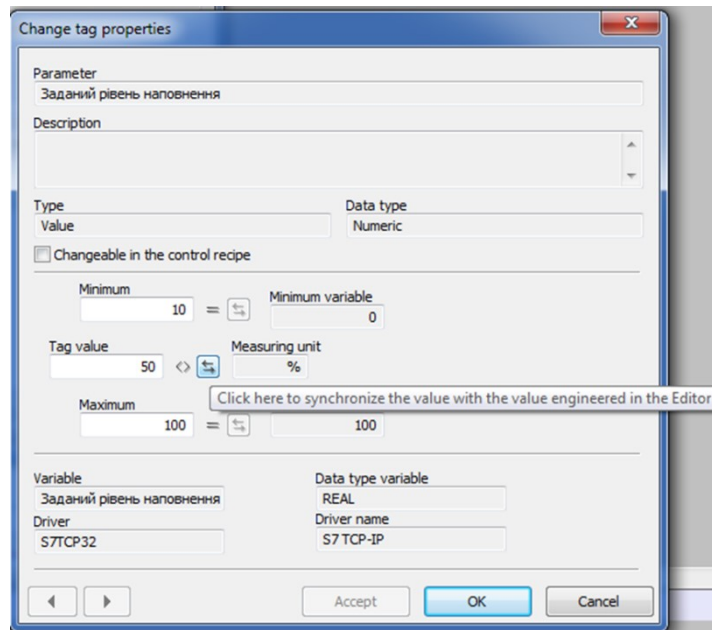 Change tag properties
Parameter
Заданий рівень наповнення
Description
Type
Data type
Value
Numeric
Changeable in the control recipe
Minimum
Minimum variable
10 =
0
Tag value
Measuring unit
50 <>
%
Click here to synchronize the value with the value engineered in the Editor
Maximum
100 =
100
Variable
Data type variable
Заданий рівень наповнення
REAL
Driver
Driver name
S7TCP32
S7 TCP-IP
Accept
OK
Cancel